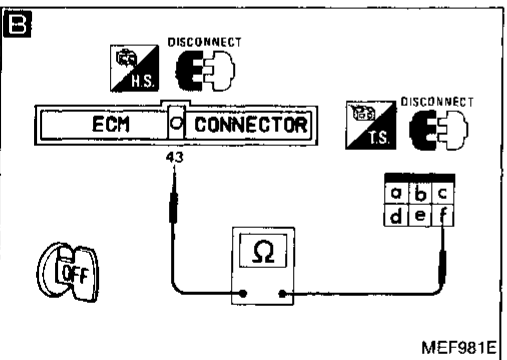 B
DISCONNECT
H.S.
DISCONNECT
T.S.
ECM CONNECTOR
43
a b c
d e f
Ω
OFF
MEF981E